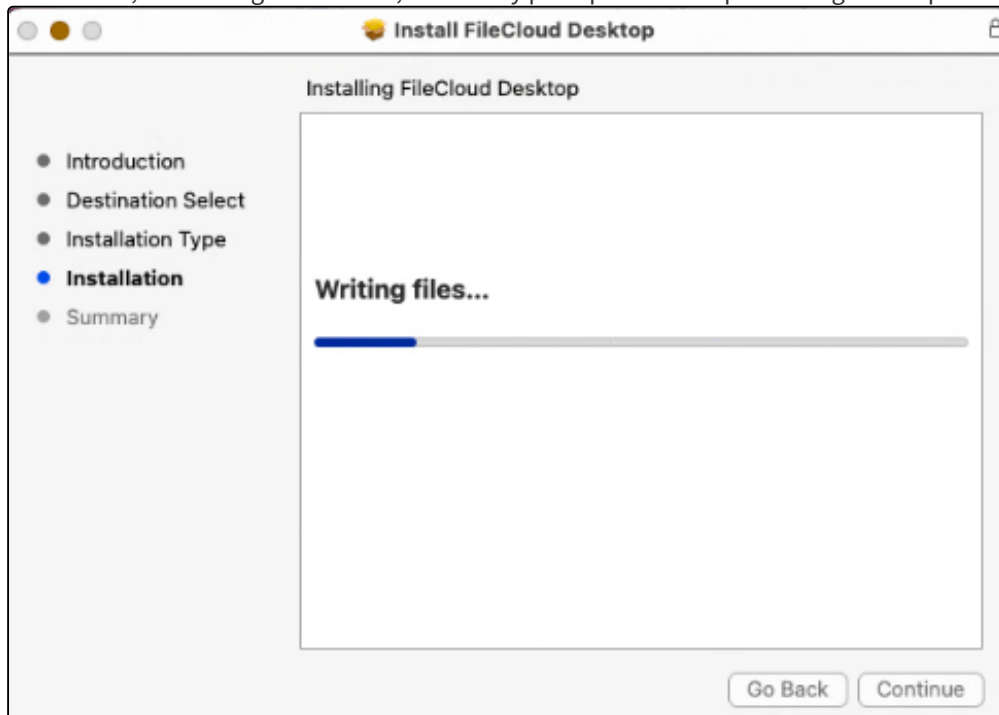 Install FileCloud Desktop
Installing FileCloud Desktop
Introduction
Destination Select
Installation Type
Installation
Summary
Writing files...
Go Back
Continue